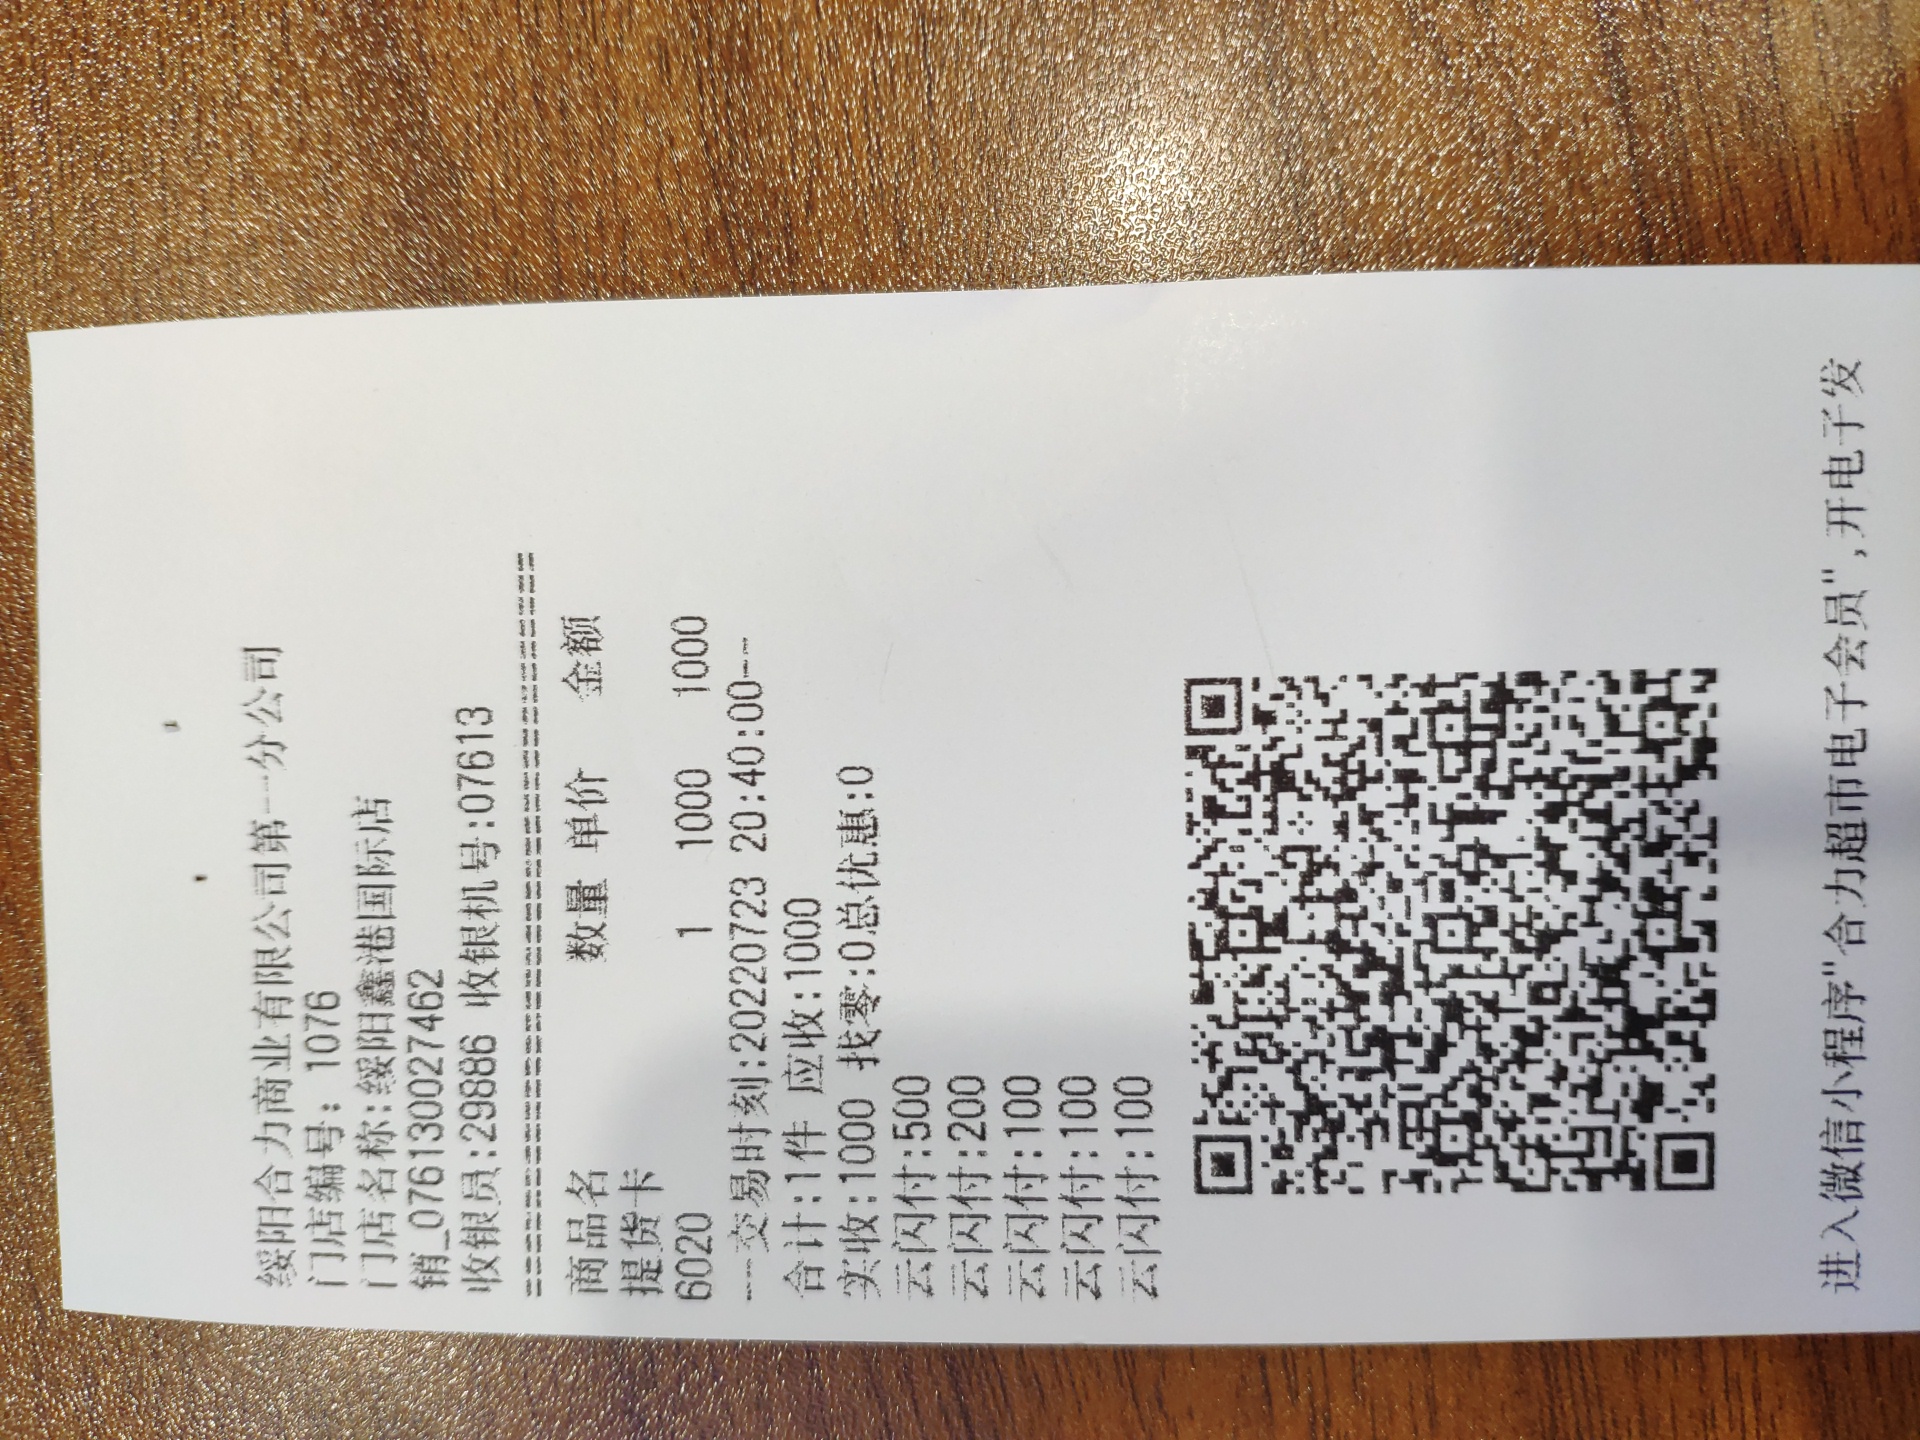 绥阳合力商业有限公司第一分公司
门店编号: 1076
门店名称:绥阳鑫港国际店
销_0761300274​62
收银员:29886 收银机号:07613
========================================
商品名 数量 单价 金额
提货卡
6020 1 1000 1000
---交易时刻:20220723 20:40:00--
合计:1件 应收:1000
实收:1000 找零:0总优惠:0
云闪付:500
云闪付:200
云闪付:100
云闪付:100
云闪付:100
进入微信小程序"合力超市电子会员",开电子发